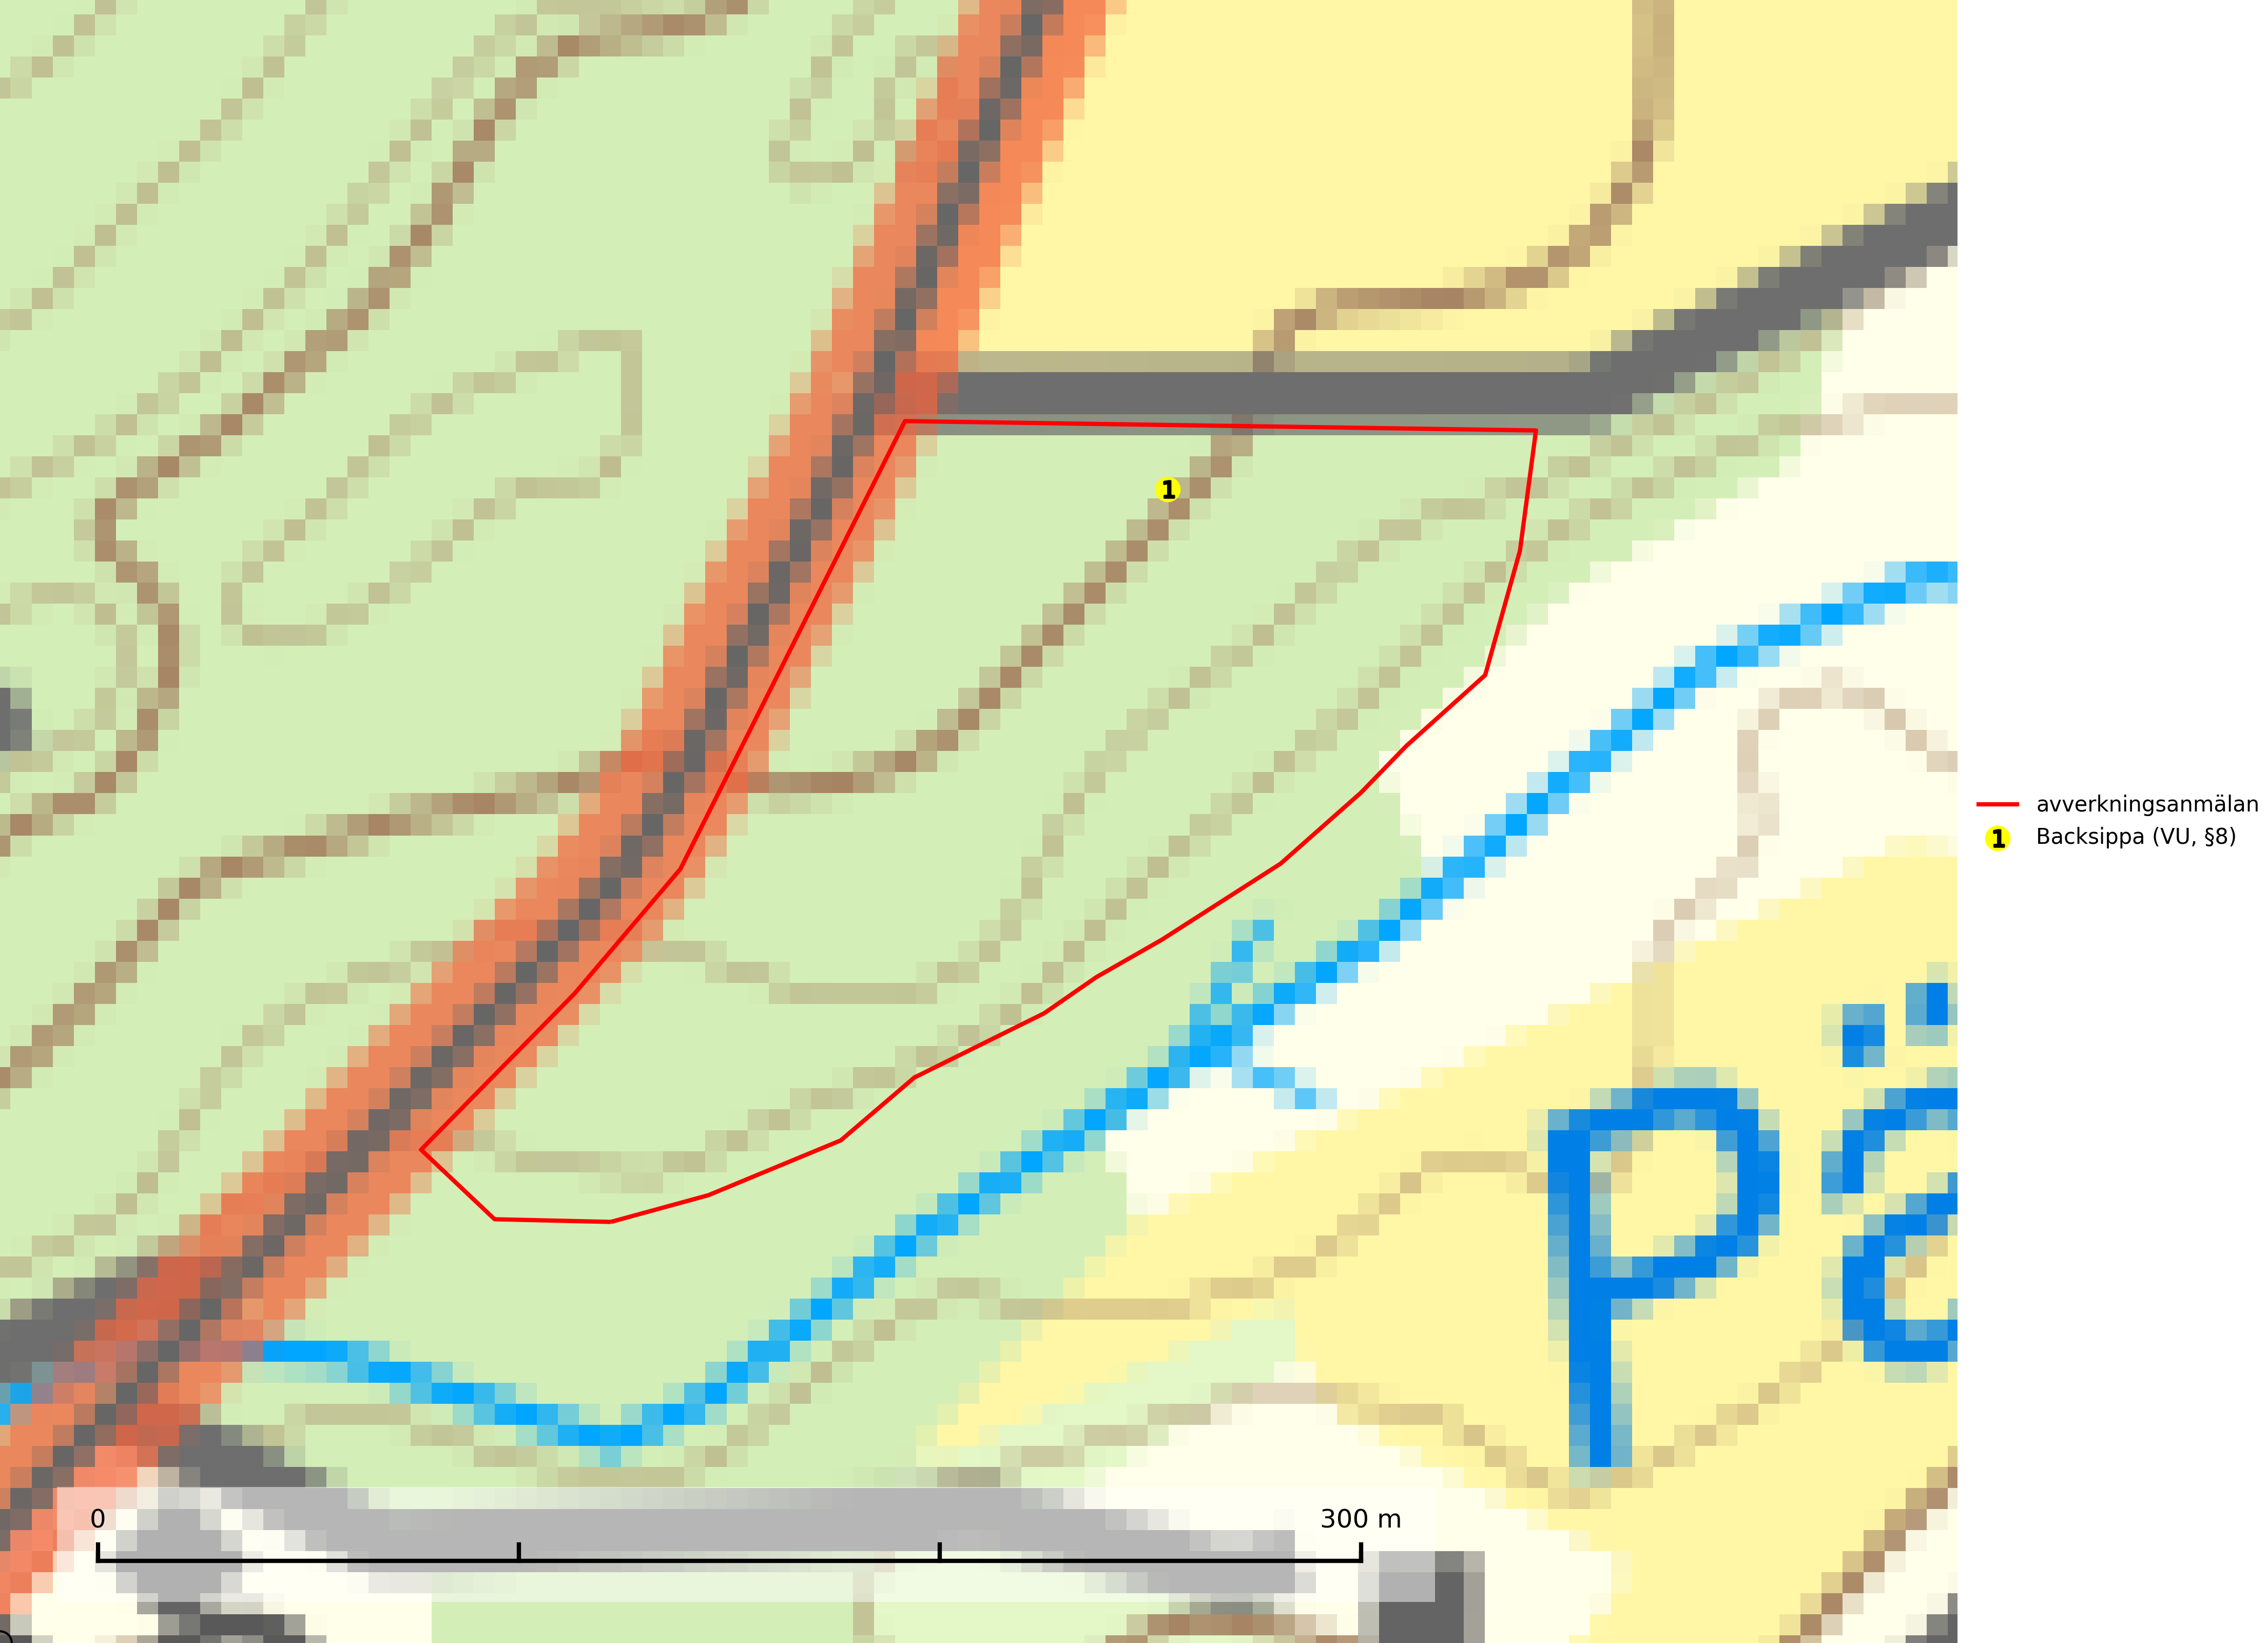 1
avverkningsanmälan
1 Backsippa (VU, §8)
P
0 300 m